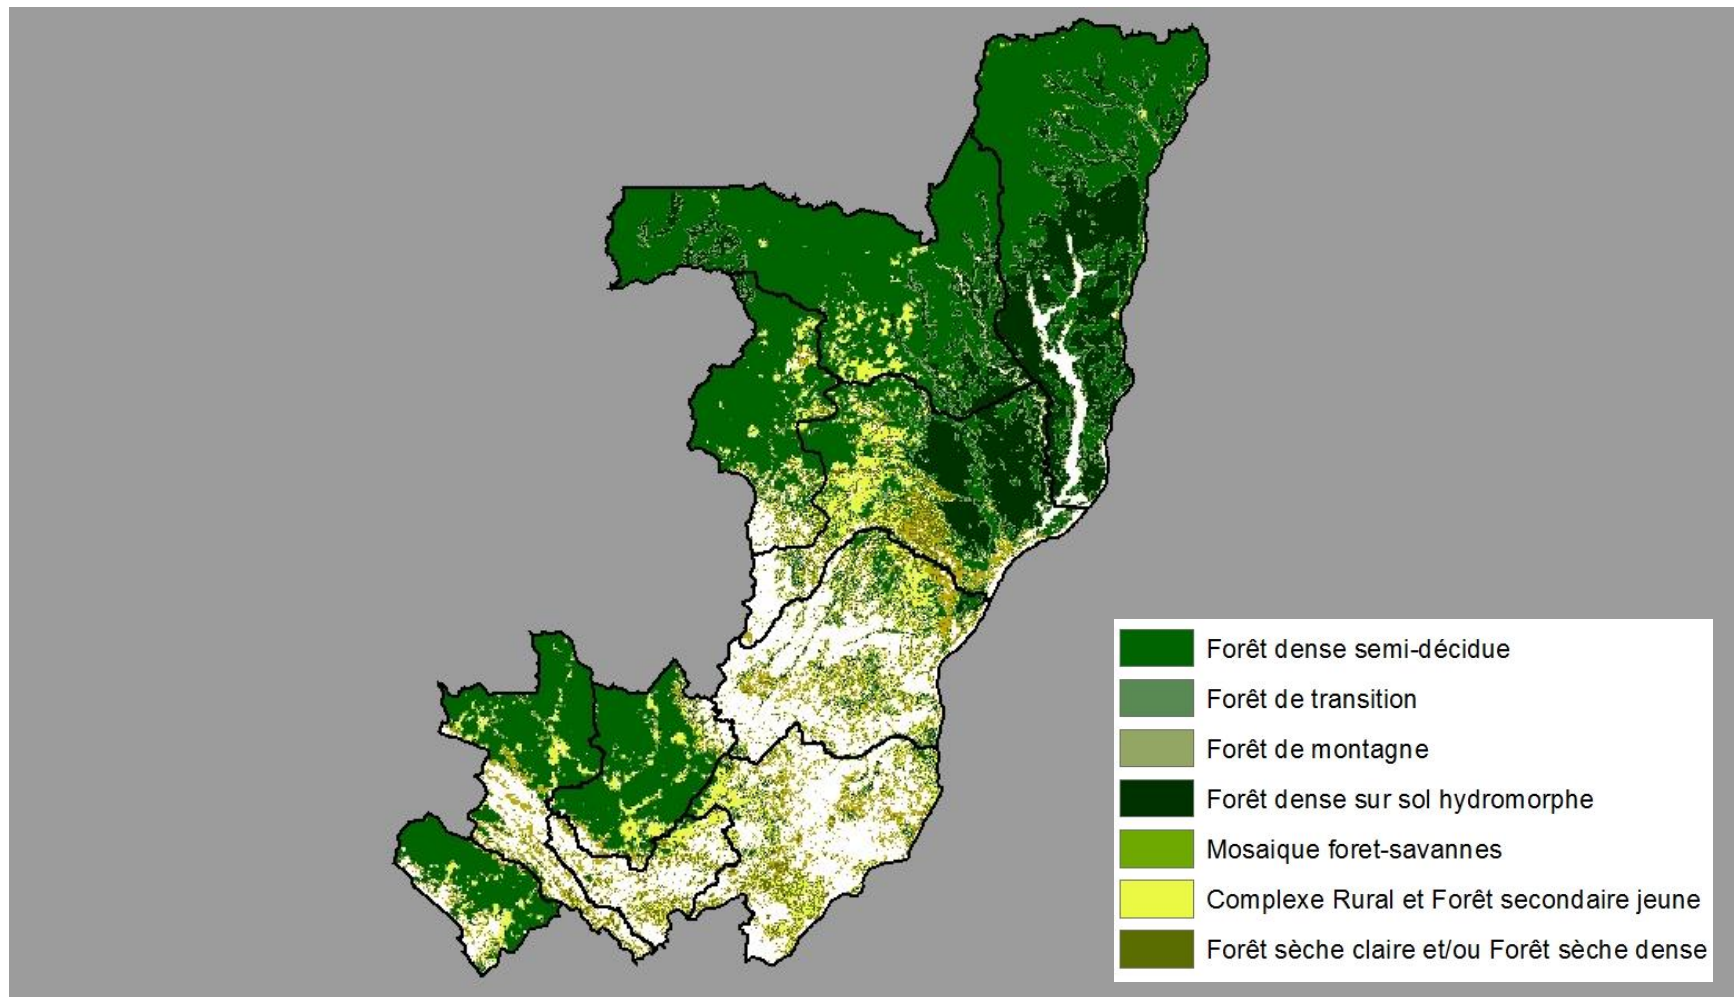 Forêt dense semi-décidue
Forêt de transition
Forêt de montagne
Forêt dense sur sol hydromorphe
Mosaique foret-savannes
Complexe Rural et Forêt secondaire jeune
Forêt sèche claire et/ou Forêt sèche dense